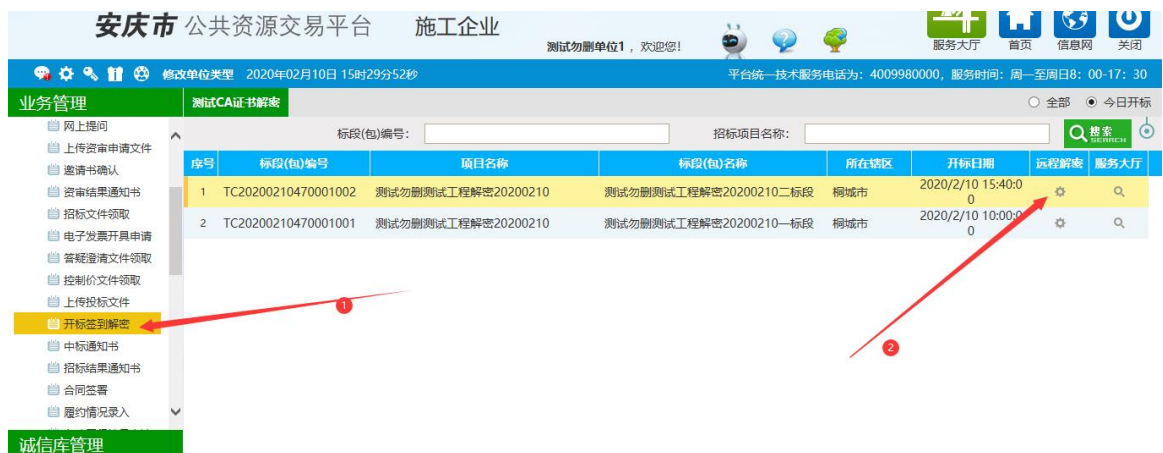 安庆市 公共资源交易平台 施工企业
测试勿删单位1，欢迎您!
服务大厅 首页 信息网 关闭
修改单位类型 2020年02月10日 15时29分52秒 平台统一技术服务电话为：4009980000，服务时间：周一至周日8：00-17：30
业务管理 测试CA证书解密 全部 今日开标
网上提问
上传资审申请文件
邀请书确认
资审结果通知书
招标文件领取
电子发票开具申请
答疑澄清文件领取
控制价文件领取
上传投标文件
开标签到解密
中标通知书
招标结果通知书
合同签署
履约情况录入
诚信库管理
标段(包)编号： 招标项目名称： 搜索 SEARCH
序号 标段(包)编号 项目名称 标段(包)名称 所在辖区 开标日期 远程解密 服务大厅
1 TC20200210470001002 测试勿删测试工程解密20200210 测试勿删测试工程解密20200210二标段 桐城市 2020/2/10 15:40:0
0
2 TC20200210470001001 测试勿删测试工程解密20200210 测试勿删测试工程解密20200210一标段 桐城市 2020/2/10 10:00:0
0
1
2